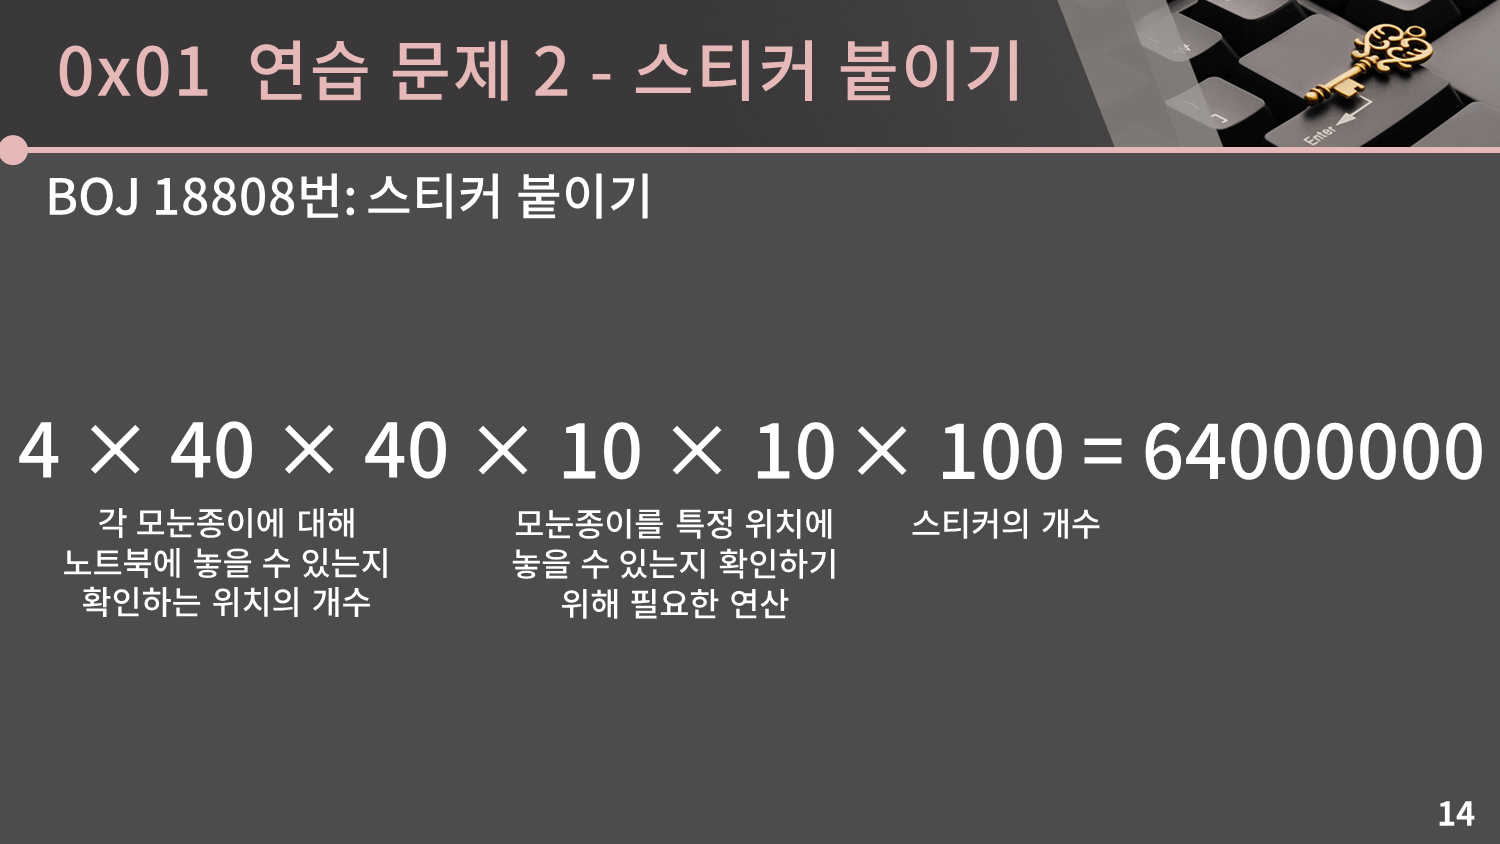 0x01 연습 문제 2 - 스티커 붙이기
Enter
BOJ 18808번: 스티커 붙이기
4 × 40 × 40 × 10 × 10 × 100 = 64000000
각 모눈종이에 대해
노트북에 놓을 수 있는지
확인하는 위치의 개수
모눈종이를 특정 위치에
놓을 수 있는지 확인하기
위해 필요한 연산
스티커의 개수
14